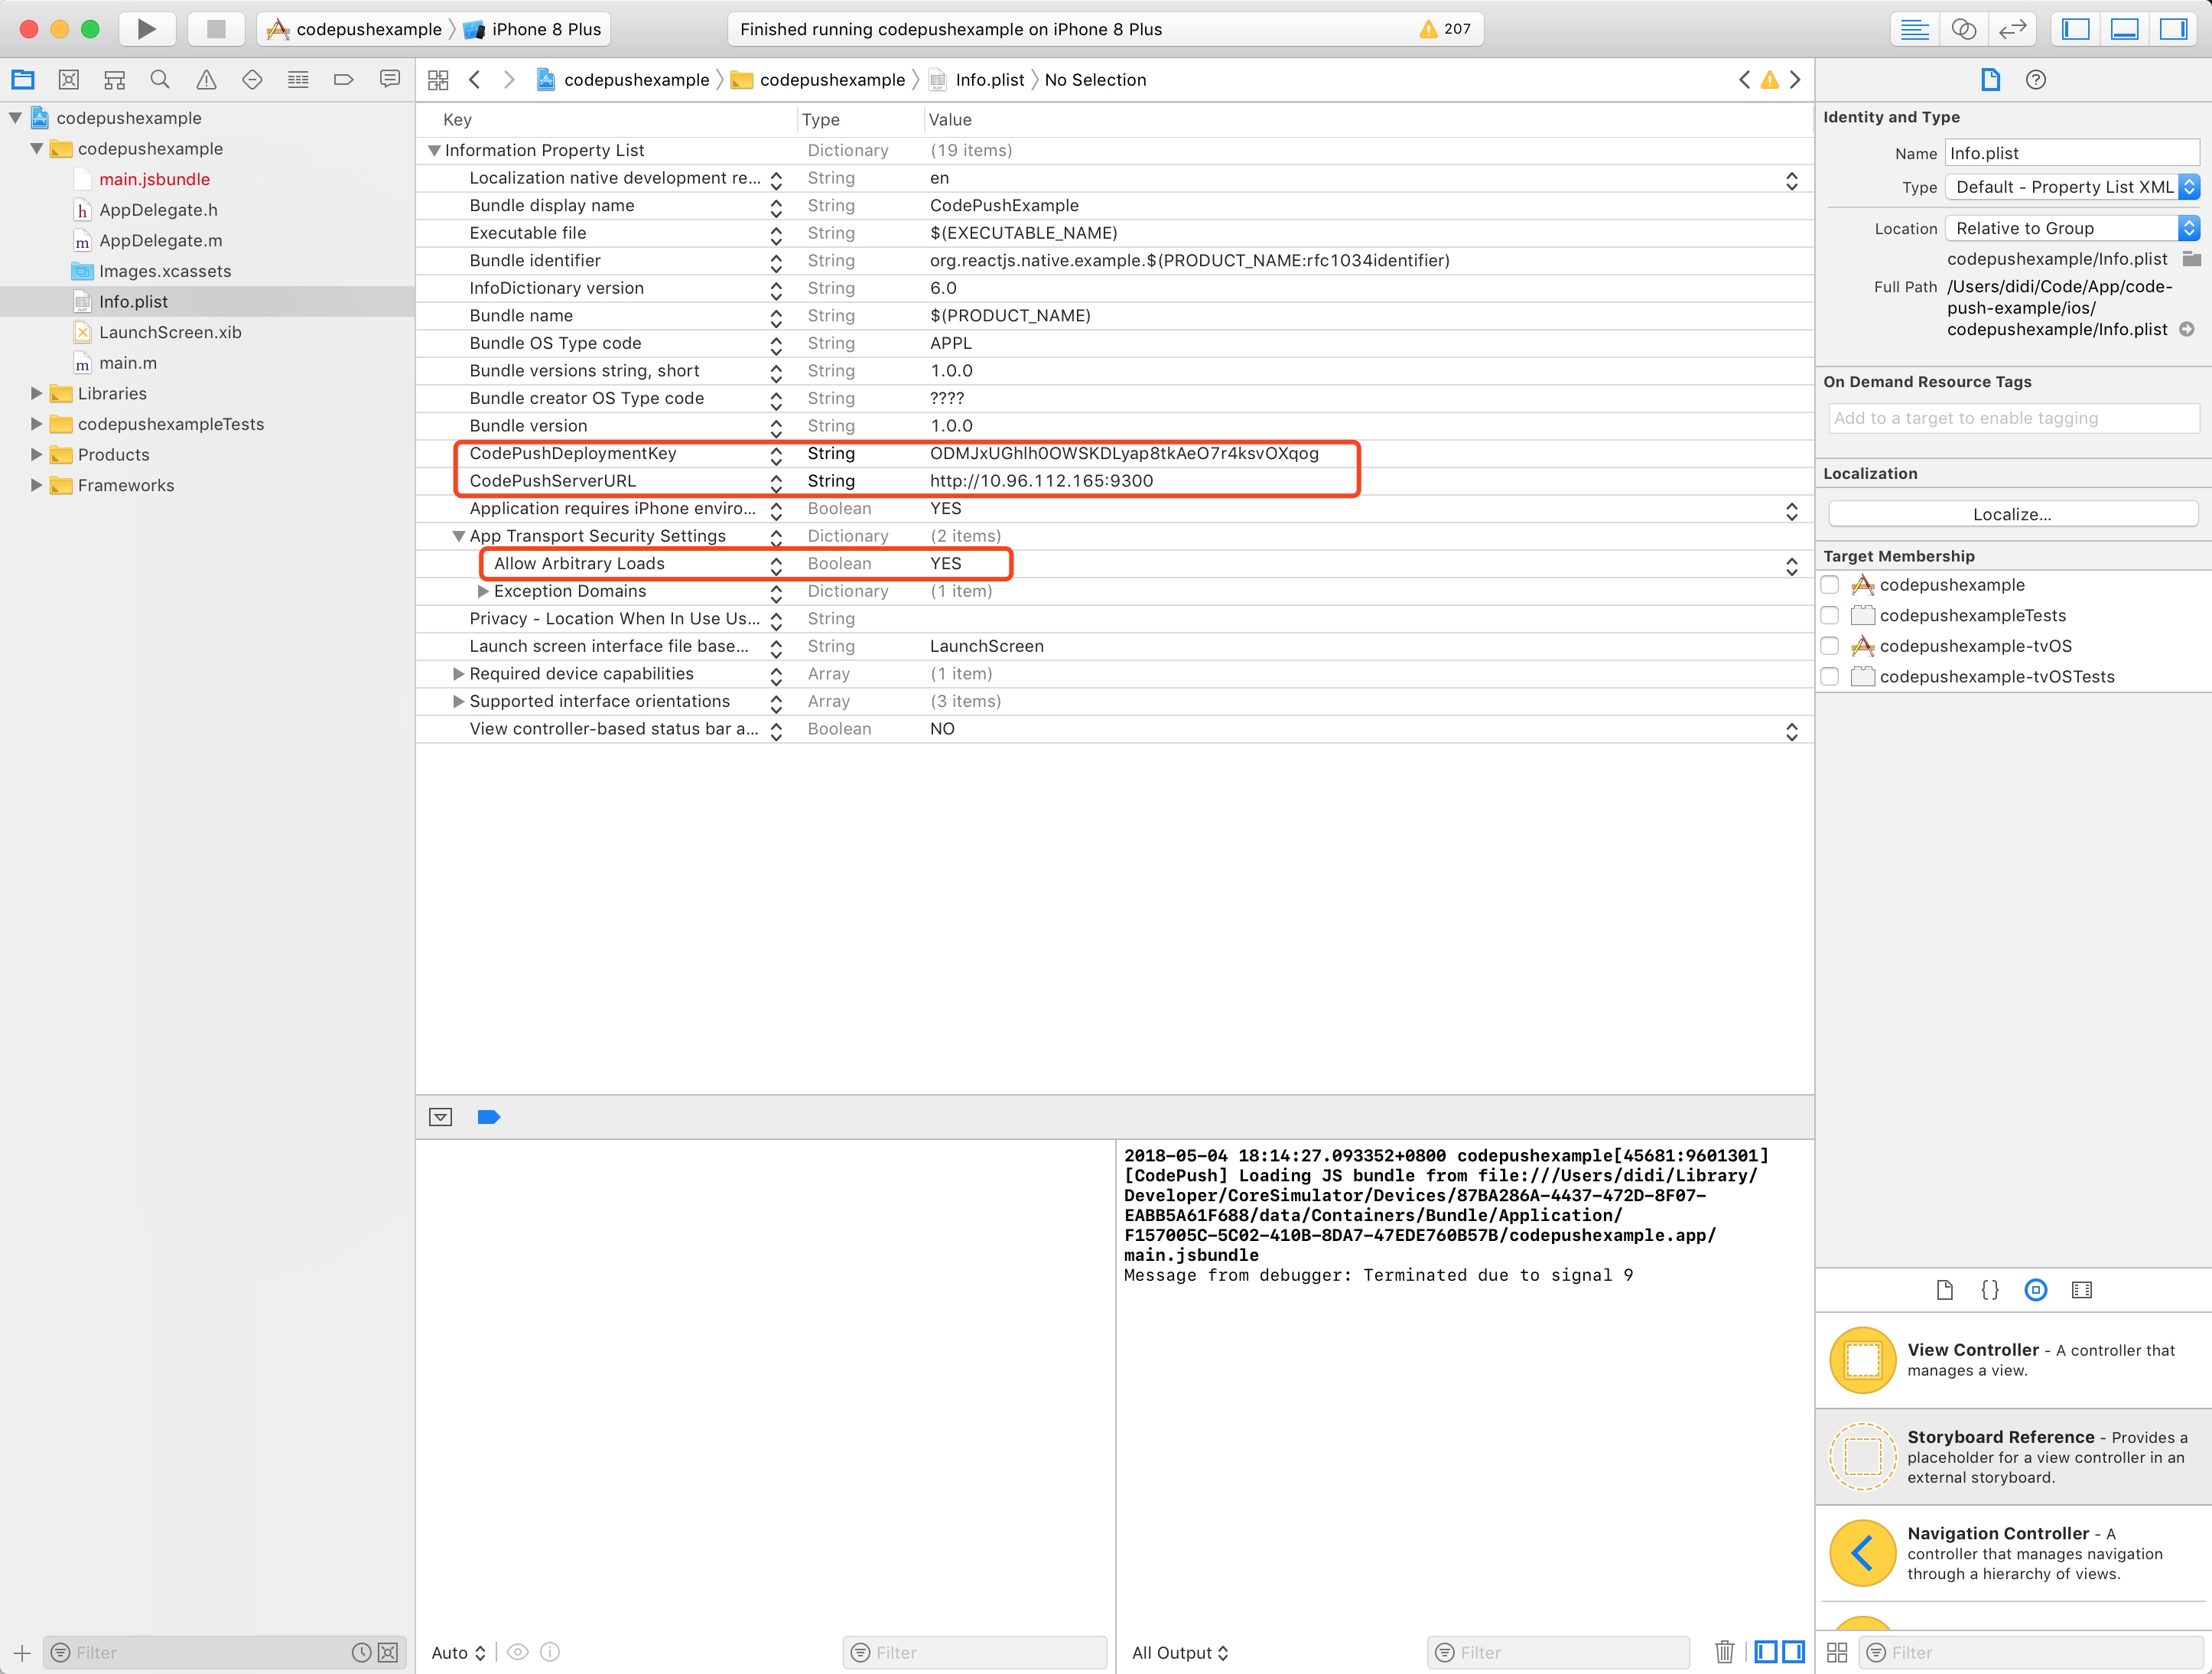 codepushexample
iPhone 8 Plus
Finished running codepushexample on iPhone 8 Plus
207
codepushexample
codepushexample
Info.plist
No Selection
codepushexample
codepushexample
main.jsbundle
AppDelegate.h
AppDelegate.m
Images.xcassets
Info.plist
LaunchScreen.xib
main.m
Libraries
codepushexampleTests
Products
Frameworks
Key Type Value
Information Property List Dictionary (19 items)
Localization native development re... String en
Bundle display name String CodePushExample
Executable file String $(EXECUTABLE_NAME)
Bundle identifier String org.reactjs.native.example.$(PRODUCT_NAME:rfc1034identifier)
InfoDictionary version String 6.0
Bundle name String $(PRODUCT_NAME)
Bundle OS Type code String APPL
Bundle versions string, short String 1.0.0
Bundle creator OS Type code String ????
Bundle version String 1.0.0
CodePushDeploymentKey String ODMJxUGhlh0OWSKDLyap8tkAeO7r4ksvOXqog
CodePushServerURL String http://10.96.112.165:9300
Application requires iPhone enviro... Boolean YES
App Transport Security Settings Dictionary (2 items)
Allow Arbitrary Loads Boolean YES
Exception Domains Dictionary (1 item)
Privacy - Location When In Use Us... String
Launch screen interface file base... String LaunchScreen
Required device capabilities Array (1 item)
Supported interface orientations Array (3 items)
View controller-based status bar a... Boolean NO
2018-05-04 18:14:27.093352+0800 codepushexample[45681:9601301]
[CodePush] Loading JS bundle from file:///Users/didi/Library/
Developer/CoreSimulator/Devices/87BA286A-4437-472D-8F07-
EABB5A61F688/data/Containers/Bundle/Application/
F157005C-5C02-410B-8DA7-47EDE760B57B/codepushexample.app/
main.jsbundle
Message from debugger: Terminated due to signal 9
Identity and Type
Name Info.plist
Type Default - Property List XML
Location Relative to Group
codepushexample/Info.plist
Full Path /Users/didi/Code/App/code-
push-example/ios/
codepushexample/Info.plist
On Demand Resource Tags
Add to a target to enable tagging
Localization
Localize...
Target Membership
codepushexample
codepushexampleTests
codepushexample-tvOS
codepushexample-tvOSTests
View Controller - A controller that
manages a view.
Storyboard Reference - Provides a
placeholder for a view controller in an
external storyboard.
Navigation Controller - A
controller that manages navigation
through a hierarchy of views.
Filter
Auto
Filter
All Output
Filter
Filter